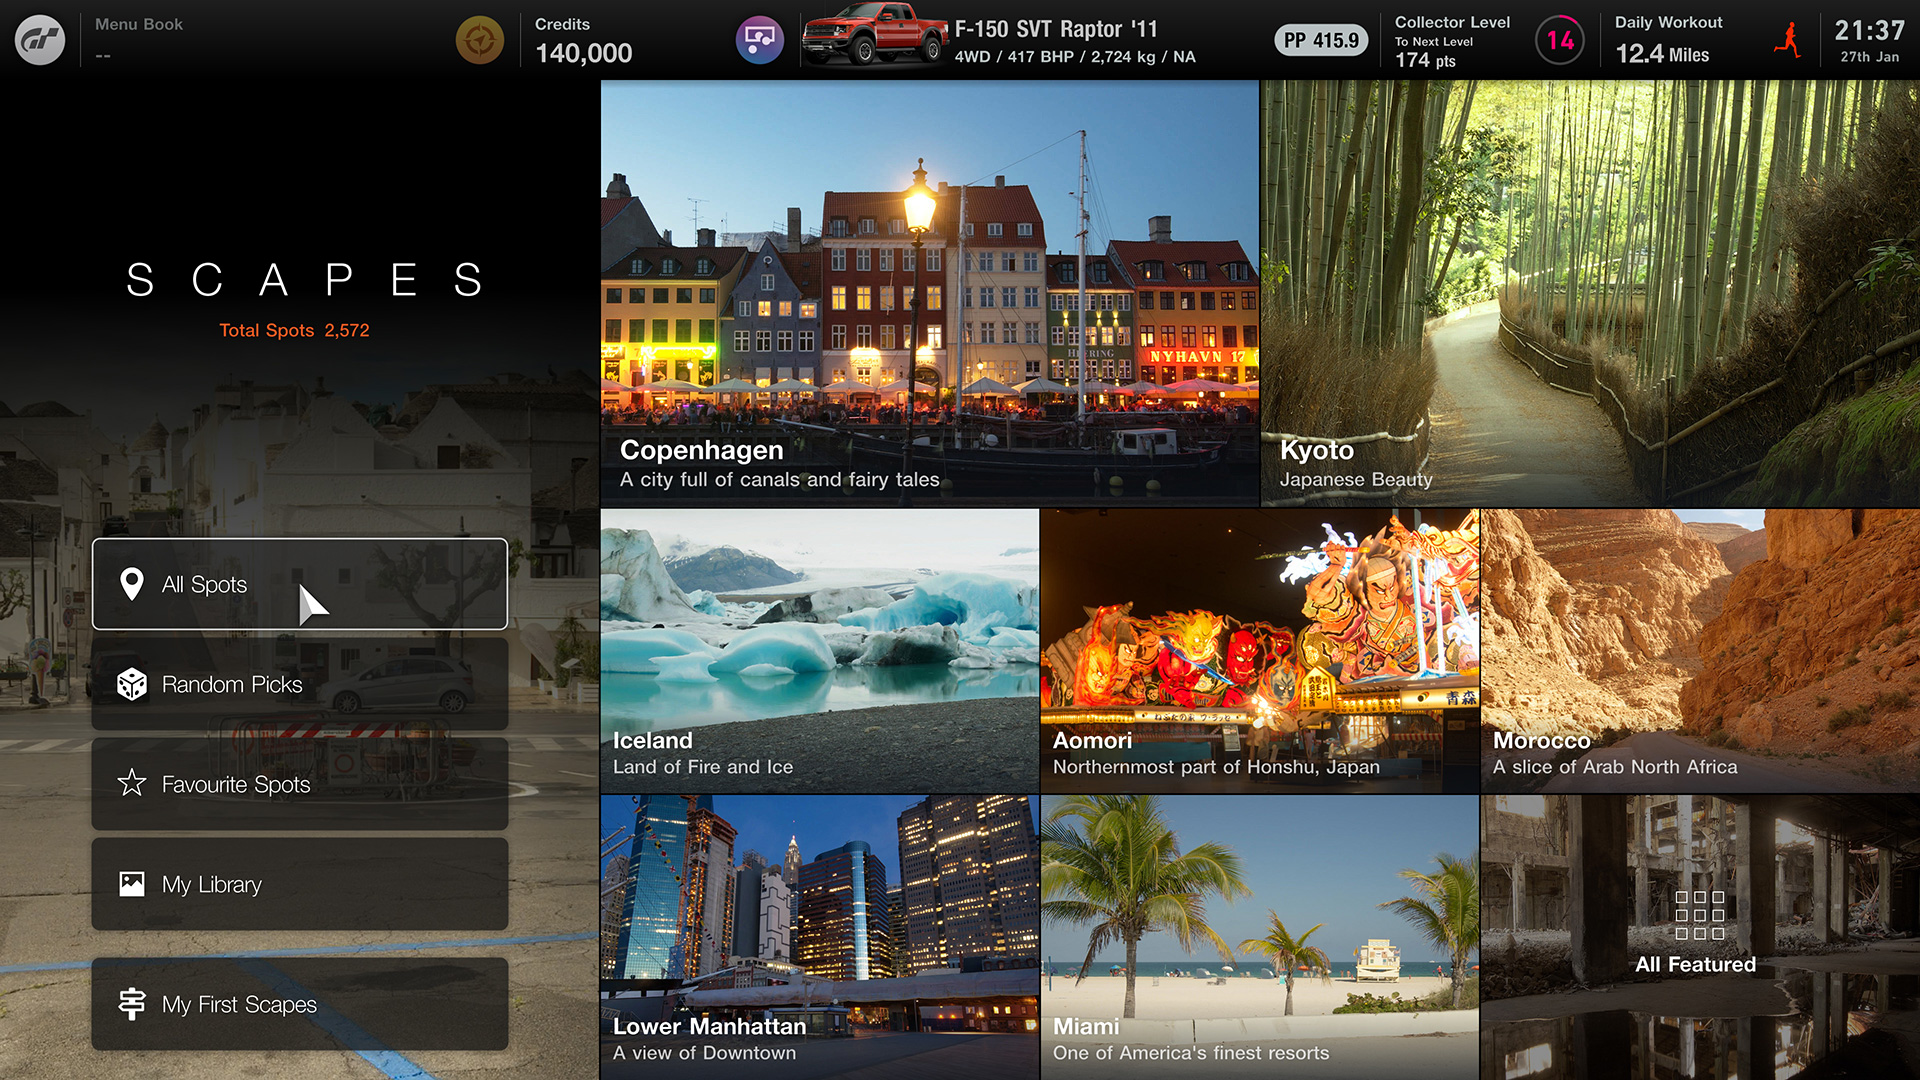 Menu Book
--
Credits
140,000
F-150 SVT Raptor '11
4WD / 417 BHP / 2,724 kg / NA
PP 415.9
Collector Level
To Next Level
174 pts
14
Daily Workout
12.4 Miles
21:37
27th Jan
SCAPES
Total Spots 2,572
All Spots
Random Picks
Favourite Spots
My Library
My First Scapes
HEERING
NYHAVN 17
Copenhagen
A city full of canals and fairy tales
Kyoto
Japanese Beauty
Iceland
Land of Fire and Ice
青森
Aomori
Northernmost part of Honshu, Japan
Morocco
A slice of Arab North Africa
Lower Manhattan
A view of Downtown
Miami
One of America's finest resorts
All Featured